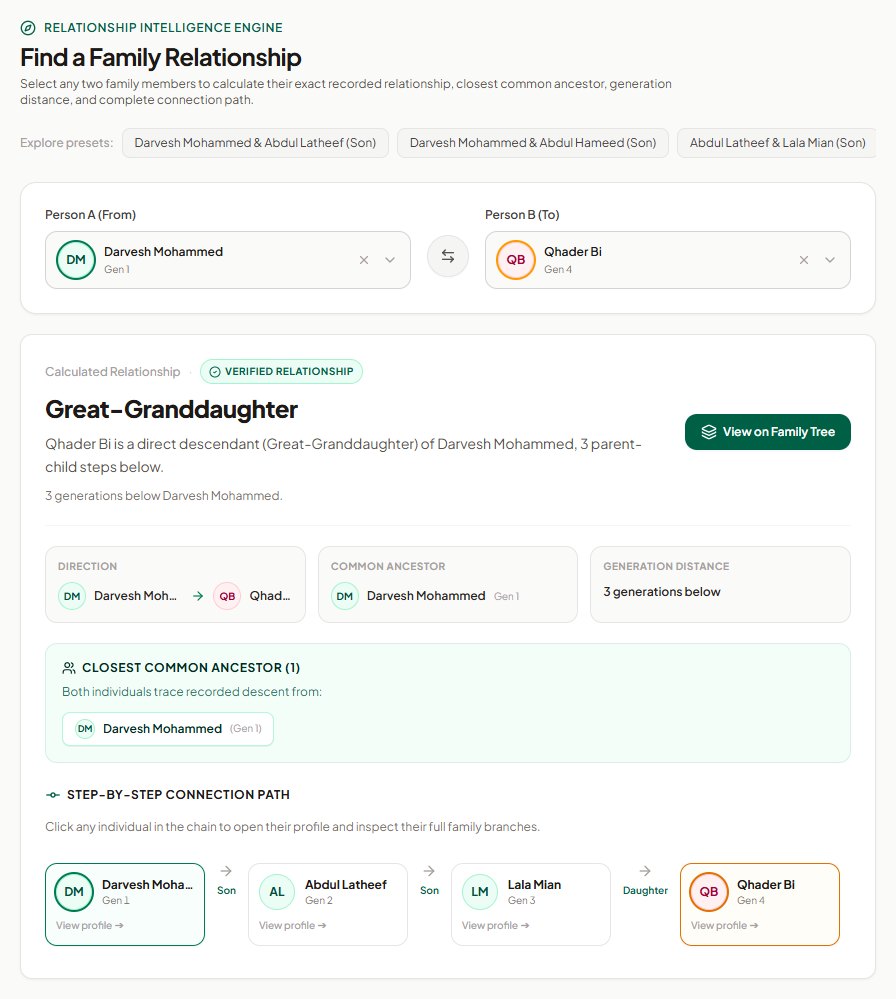 RELATIONSHIP INTELLIGENCE ENGINE
Find a Family Relationship
Select any two family members to calculate their exact recorded relationship, closest common ancestor, generation
distance, and complete connection path.
Explore presets: Darvesh Mohammed & Abdul Latheef (Son) Darvesh Mohammed & Abdul Hameed (Son) Abdul Latheef & Lala Mian (Son)
Person A (From) Person B (To)
DM Darvesh Mohammed QB Qhader Bi
Gen 1 Gen 4
Calculated Relationship · VERIFIED RELATIONSHIP
Great-Granddaughter
View on Family Tree
Qhader Bi is a direct descendant (Great-Granddaughter) of Darvesh Mohammed, 3 parent-
child steps below.
3 generations below Darvesh Mohammed.
DIRECTION COMMON ANCESTOR GENERATION DISTANCE
DM Darvesh Moh... → QB Qhad... DM Darvesh Mohammed Gen 1 3 generations below
CLOSEST COMMON ANCESTOR (1)
Both individuals trace recorded descent from:
DM Darvesh Mohammed (Gen 1)
STEP-BY-STEP CONNECTION PATH
Click any individual in the chain to open their profile and inspect their full family branches.
DM Darvesh Moha... → AL Abdul Latheef → LM Lala Mian → QB Qhader Bi
Gen 1 Son Gen 2 Son Gen 3 Daughter Gen 4
View profile → View profile → View profile → View profile →